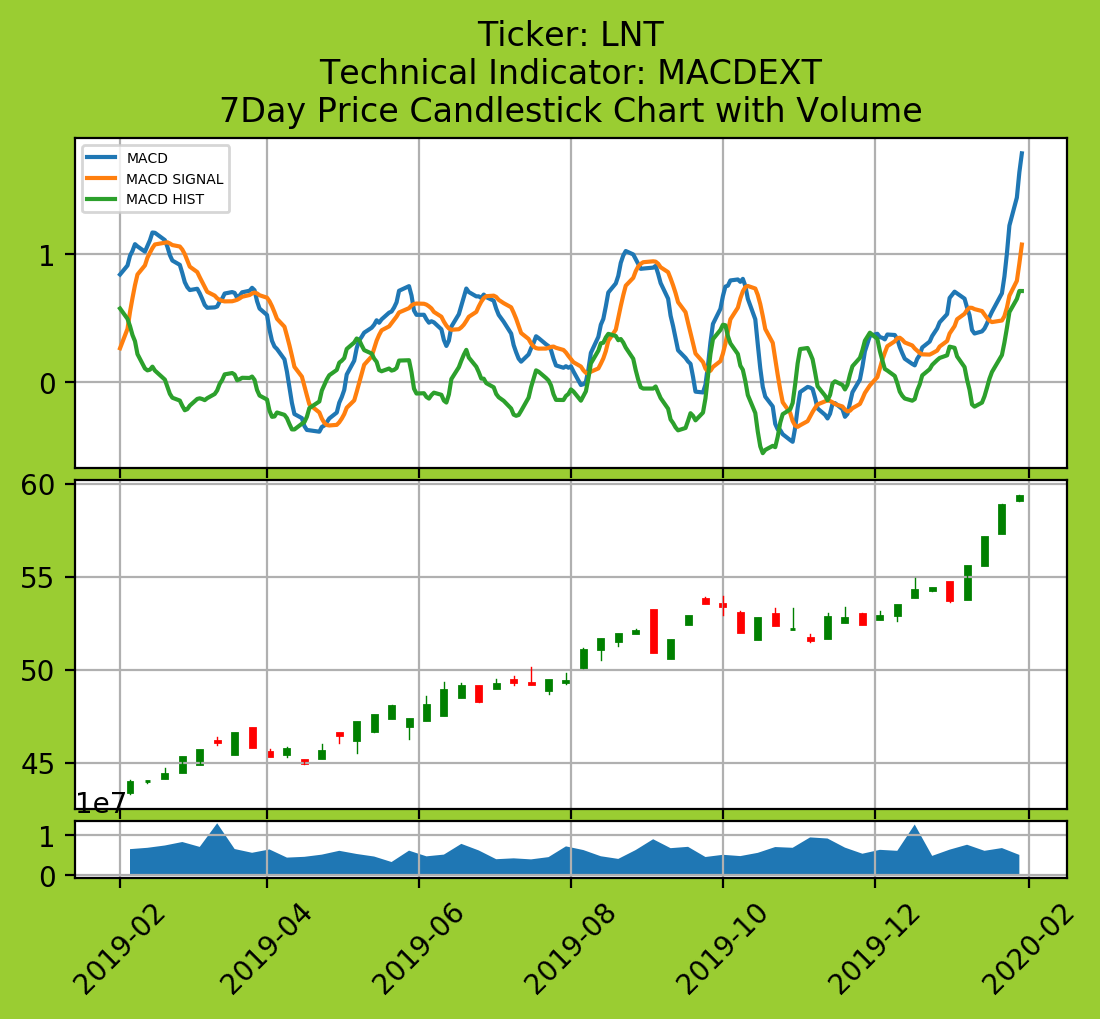 Ticker: LNT
Technical Indicator: MACDEXT
7Day Price Candlestick Chart with Volume
MACD
MACD SIGNAL
MACD HIST
1
0
60
55
50
45
1e7
1
0
2019-02
2019-04
2019-06
2019-08
2019-10
2019-12
2020-02